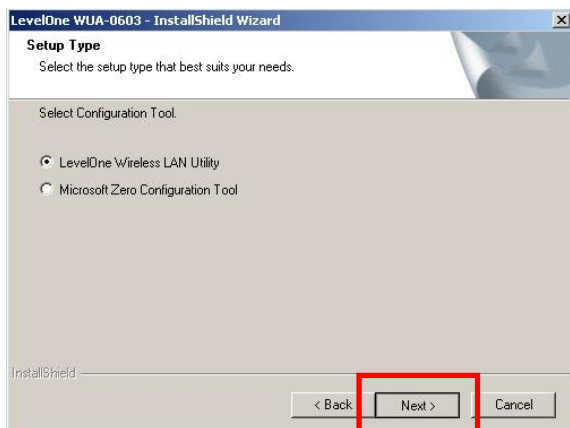 LevelOne WUA-0603 - InstallShield Wizard
Setup Type
Select the setup type that best suits your needs.
Select Configuration Tool.
LevelOne Wireless LAN Utility
Microsoft Zero Configuration Tool
InstallShield
< Back Next > Cancel